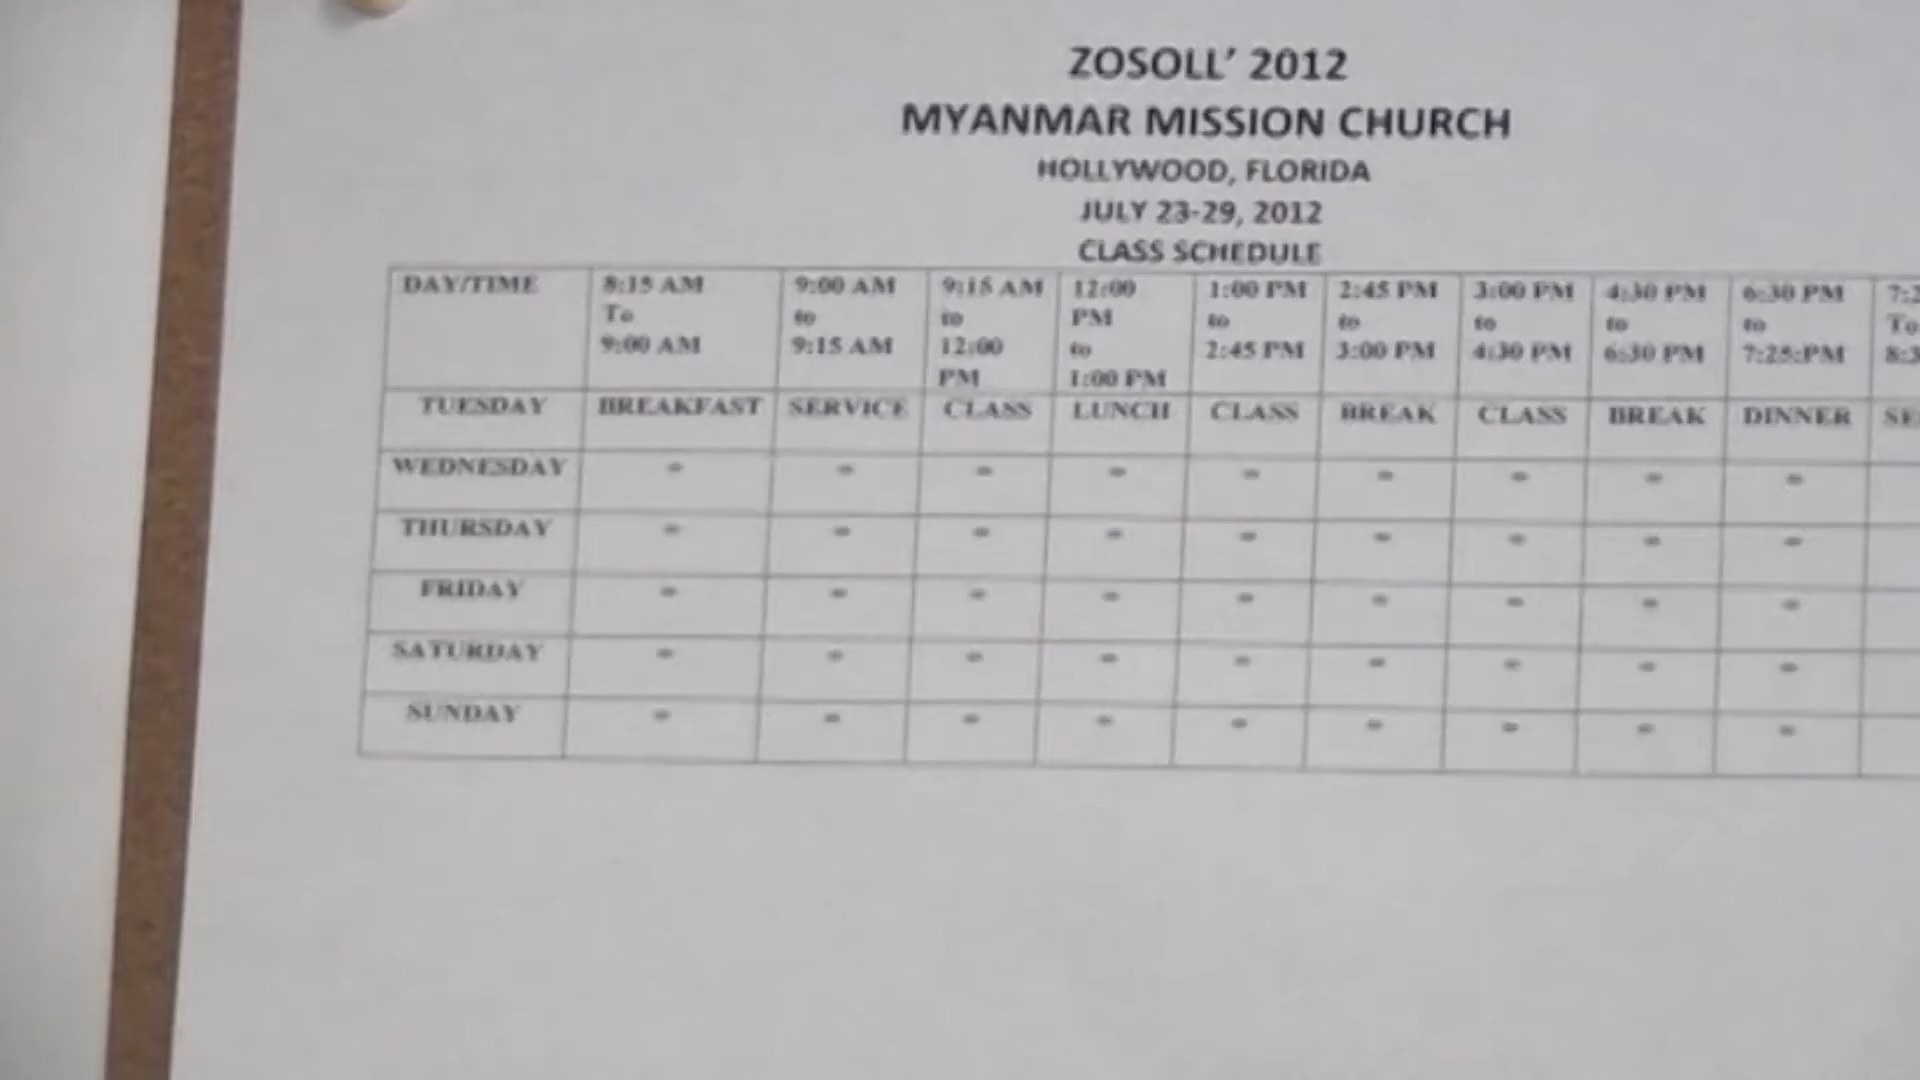 ZOSOLL’ 2012
MYANMAR MISSION CHURCH
HOLLYWOOD, FLORIDA
JULY 23-29, 2012
CLASS SCHEDULE
DAY/TIME 8:15 AM To 9:00 AM 9:00 AM to 9:15 AM 9:15 AM to 12:00 PM 12:00 PM to 1:00 PM 1:00 PM to 2:45 PM 2:45 PM to 3:00 PM 3:00 PM to 4:30 PM 4:30 PM to 6:30 PM 6:30 PM to 7:25:PM To
TUESDAY BREAKFAST SERVICE CLASS LUNCH CLASS BREAK CLASS BREAK DINNER
WEDNESDAY - - - - - - - - -
THURSDAY - - - - - - - - -
FRIDAY - - - - - - - - -
SATURDAY - - - - - - - - -
SUNDAY - - - - - - - - -